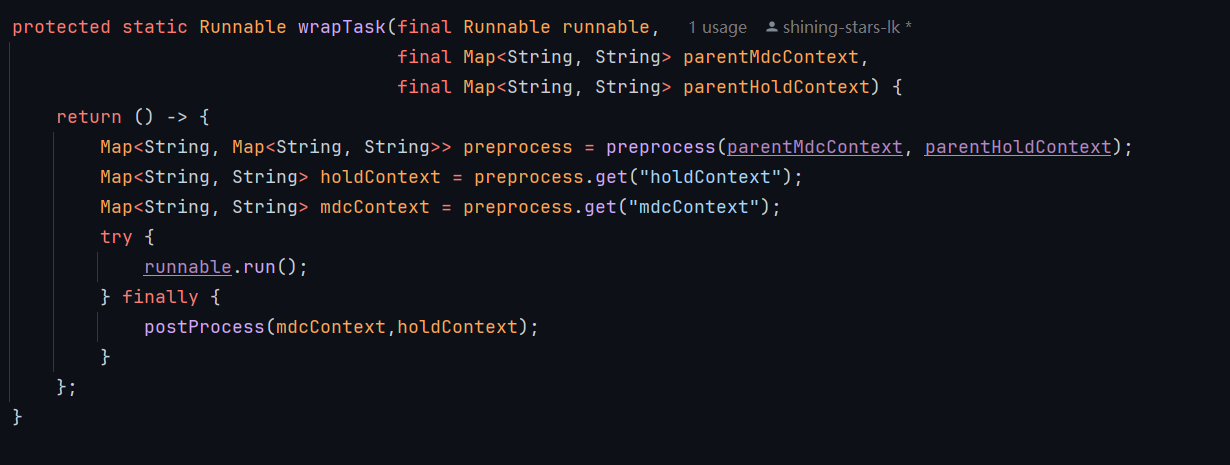 protected static Runnable wrapTask(final Runnable runnable, 1 usage shining-stars-lk *
                                   final Map<String, String> parentMdcContext,
                                   final Map<String, String> parentHoldContext) {
    return () -> {
        Map<String, Map<String, String>> preprocess = preprocess(parentMdcContext, parentHoldContext);
        Map<String, String> holdContext = preprocess.get("holdContext");
        Map<String, String> mdcContext = preprocess.get("mdcContext");
        try {
            runnable.run();
        } finally {
            postProcess(mdcContext,holdContext);
        }
    };
}